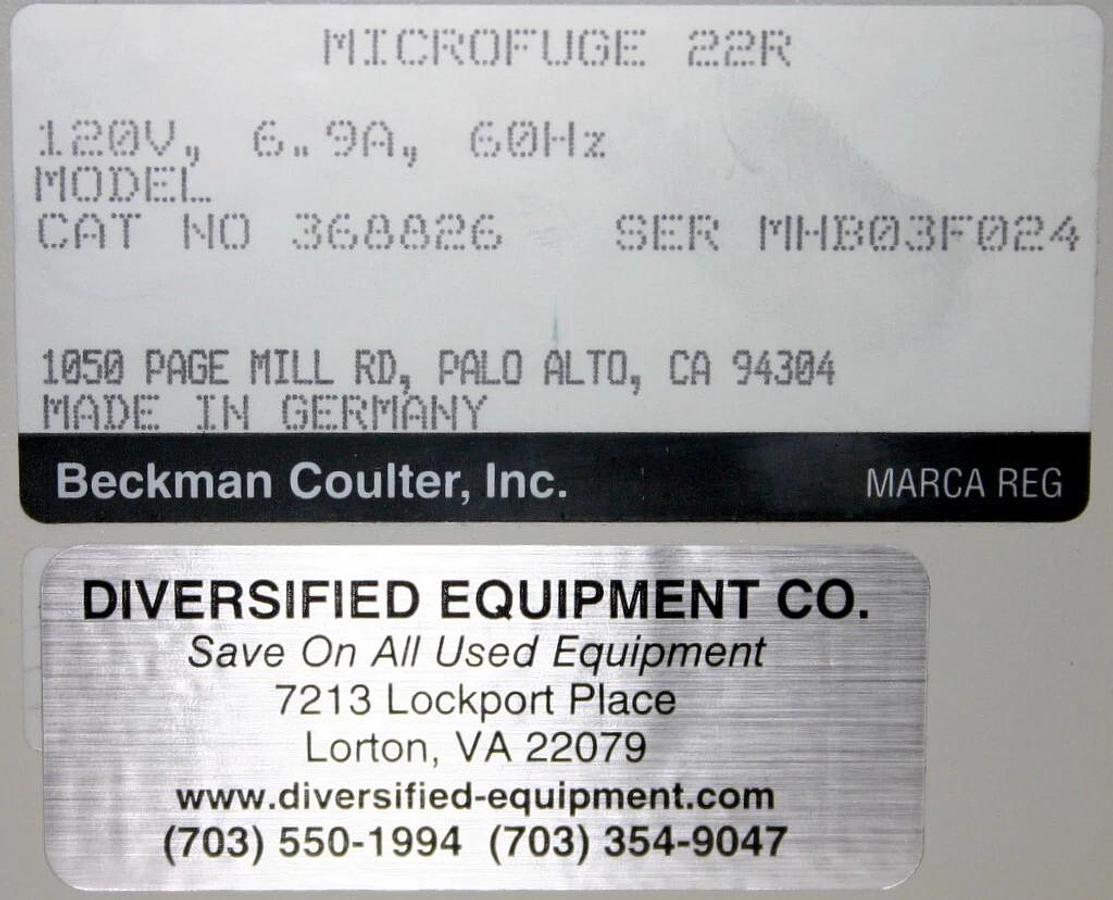 MICROFUGE 22R
120V, 6.9A, 60Hz
MODEL
CAT NO 368826 SER MHB03F024
1050 PAGE MILL RD, PALO ALTO, CA 94304
MADE IN GERMANY
Beckman Coulter, Inc. MARCA REG
DIVERSIFIED EQUIPMENT CO.
Save On All Used Equipment
7213 Lockport Place
Lorton, VA 22079
www.diversified-equipment.com
(703) 550-1994 (703) 354-9047